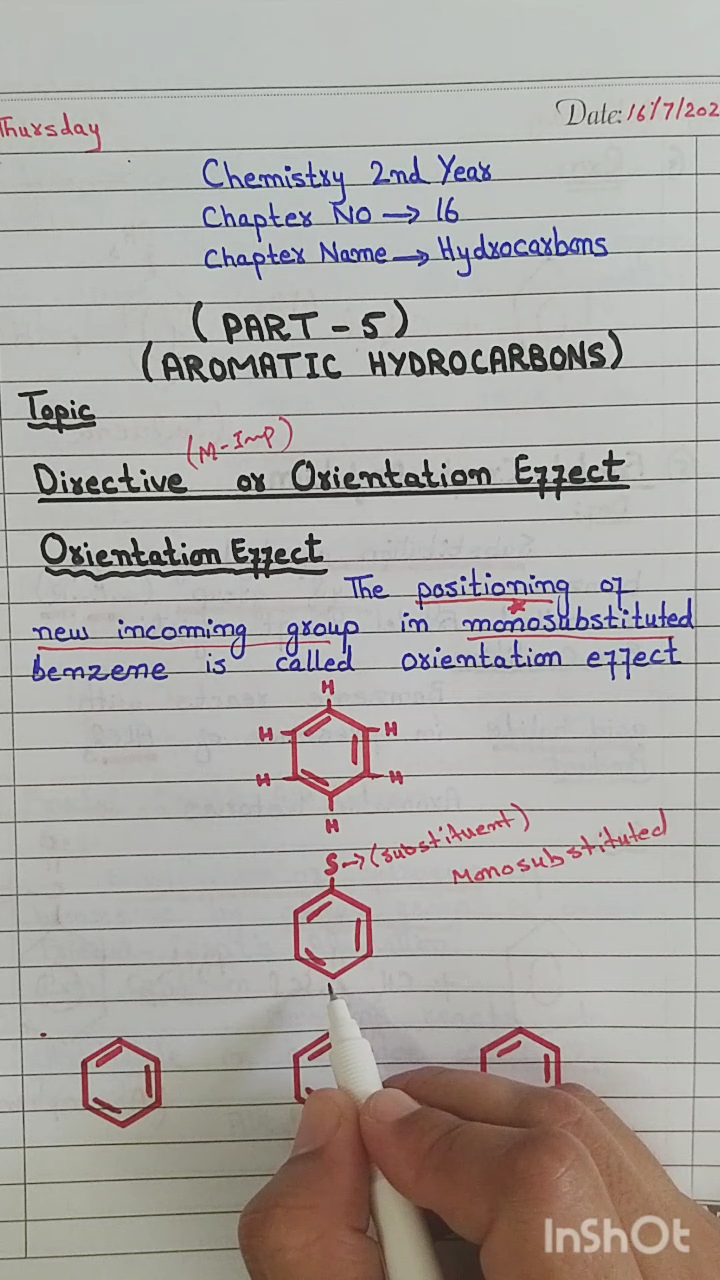 Thursday
Date: 16/7/202
Chemistry 2nd Year
Chapter No → 16
Chapter Name → Hydrocarbons
(PART-5)
(AROMATIC HYDROCARBONS)
Topic
(M-Imp)
Directive or Orientation Effect
Orientation Effect
The positioning of
new incoming group in monosubstituted
benzene is called orientation effect
H
H H
H H
H
S→(substituent)
Monosubstituted
InShOt